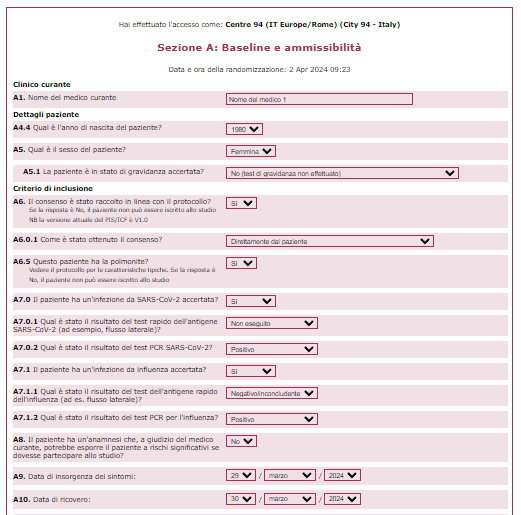 Hai effettuato l'accesso come: Centre 94 (IT Europe/Rome) (City 94 - Italy)
Sezione A: Baseline e ammissibilità
Data e ora della randomizzazione: 2 Apr 2024 09:23
Clinico curante
A1. Nome del medico curante
Nome del medico 1
Dettagli paziente
A4.4 Qual è l'anno di nascita del paziente?
1980
A5. Qual è il sesso del paziente?
Femmina
A5.1 La paziente è in stato di gravidanza accertata?
No (test di gravidanza non effettuato)
Criterio di inclusione
A6. Il consenso è stato raccolto in linea con il protocollo?
Se la risposta è No, il paziente non può essere iscritto allo studio
NB la versione attuale del PIS/ICF è V1.0
Sì
A6.0.1 Come è stato ottenuto il consenso?
Direttamente dal paziente
A6.5 Questo paziente ha la polmonite?
Vedere il protocollo per le caratteristiche tipiche. Se la risposta è
No, il paziente non può essere iscritto allo studio
Sì
A7.0 Il paziente ha un'infezione da SARS-CoV-2 accertata?
Sì
A7.0.1 Qual è stato il risultato del test rapido dell'antigene
SARS-CoV-2 (ad esempio, flusso laterale)?
Non eseguito
A7.0.2 Qual è stato il risultato del test PCR SARS-CoV-2?
Positivo
A7.1 Il paziente ha un'infezione da influenza accertata?
Sì
A7.1.1 Qual è stato il risultato del test dell'antigene rapido
dell'influenza (ad es. flusso laterale)?
Negativo/inconcludente
A7.1.2 Qual è stato il risultato del test PCR per l'influenza?
Positivo
A8. Il paziente ha un'anamnesi che, a giudizio del medico
curante, potrebbe esporre il paziente a rischi significativi se
dovesse partecipare allo studio?
No
A9. Data di insorgenza dei sintomi:
29 / marzo / 2024
A10. Data di ricovero:
30 / marzo / 2024